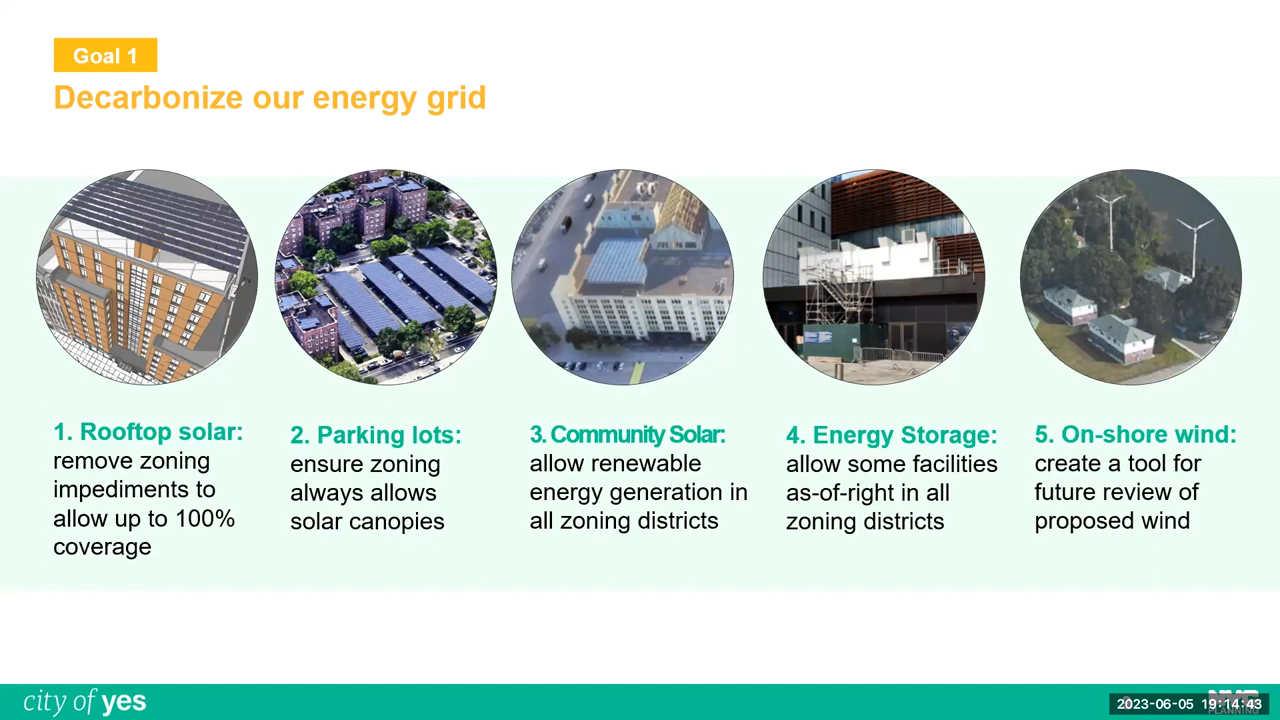 Goal 1
Decarbonize our energy grid
1. Rooftop solar:
remove zoning
impediments to
allow up to 100%
coverage
2. Parking lots:
ensure zoning
always allows
solar canopies
3. Community Solar:
allow renewable
energy generation in
all zoning districts
4. Energy Storage:
allow some facilities
as-of-right in all
zoning districts
5. On-shore wind:
create a tool for
future review of
proposed wind
city of yes
NYC
PLANNING
2023-06-05 19:14:43